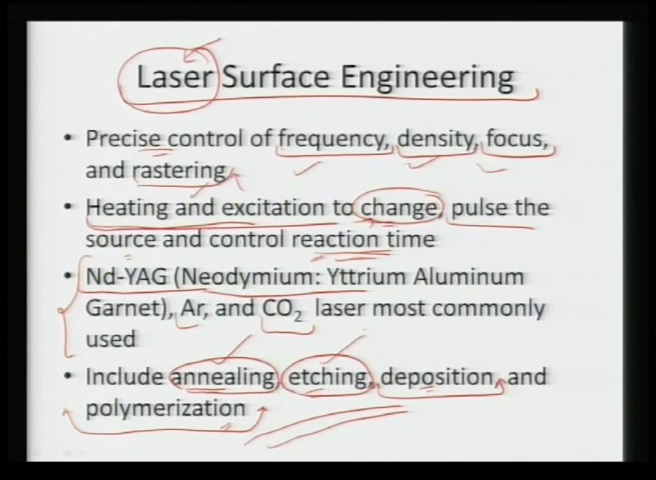 Laser Surface Engineering
• Precise control of frequency, density, focus,
and rastering
• Heating and excitation to change, pulse the
source and control reaction time
• Nd-YAG (Neodymium: Yttrium Aluminum
Garnet), Ar, and CO₂ laser most commonly
used
• Include annealing, etching, deposition, and
polymerization